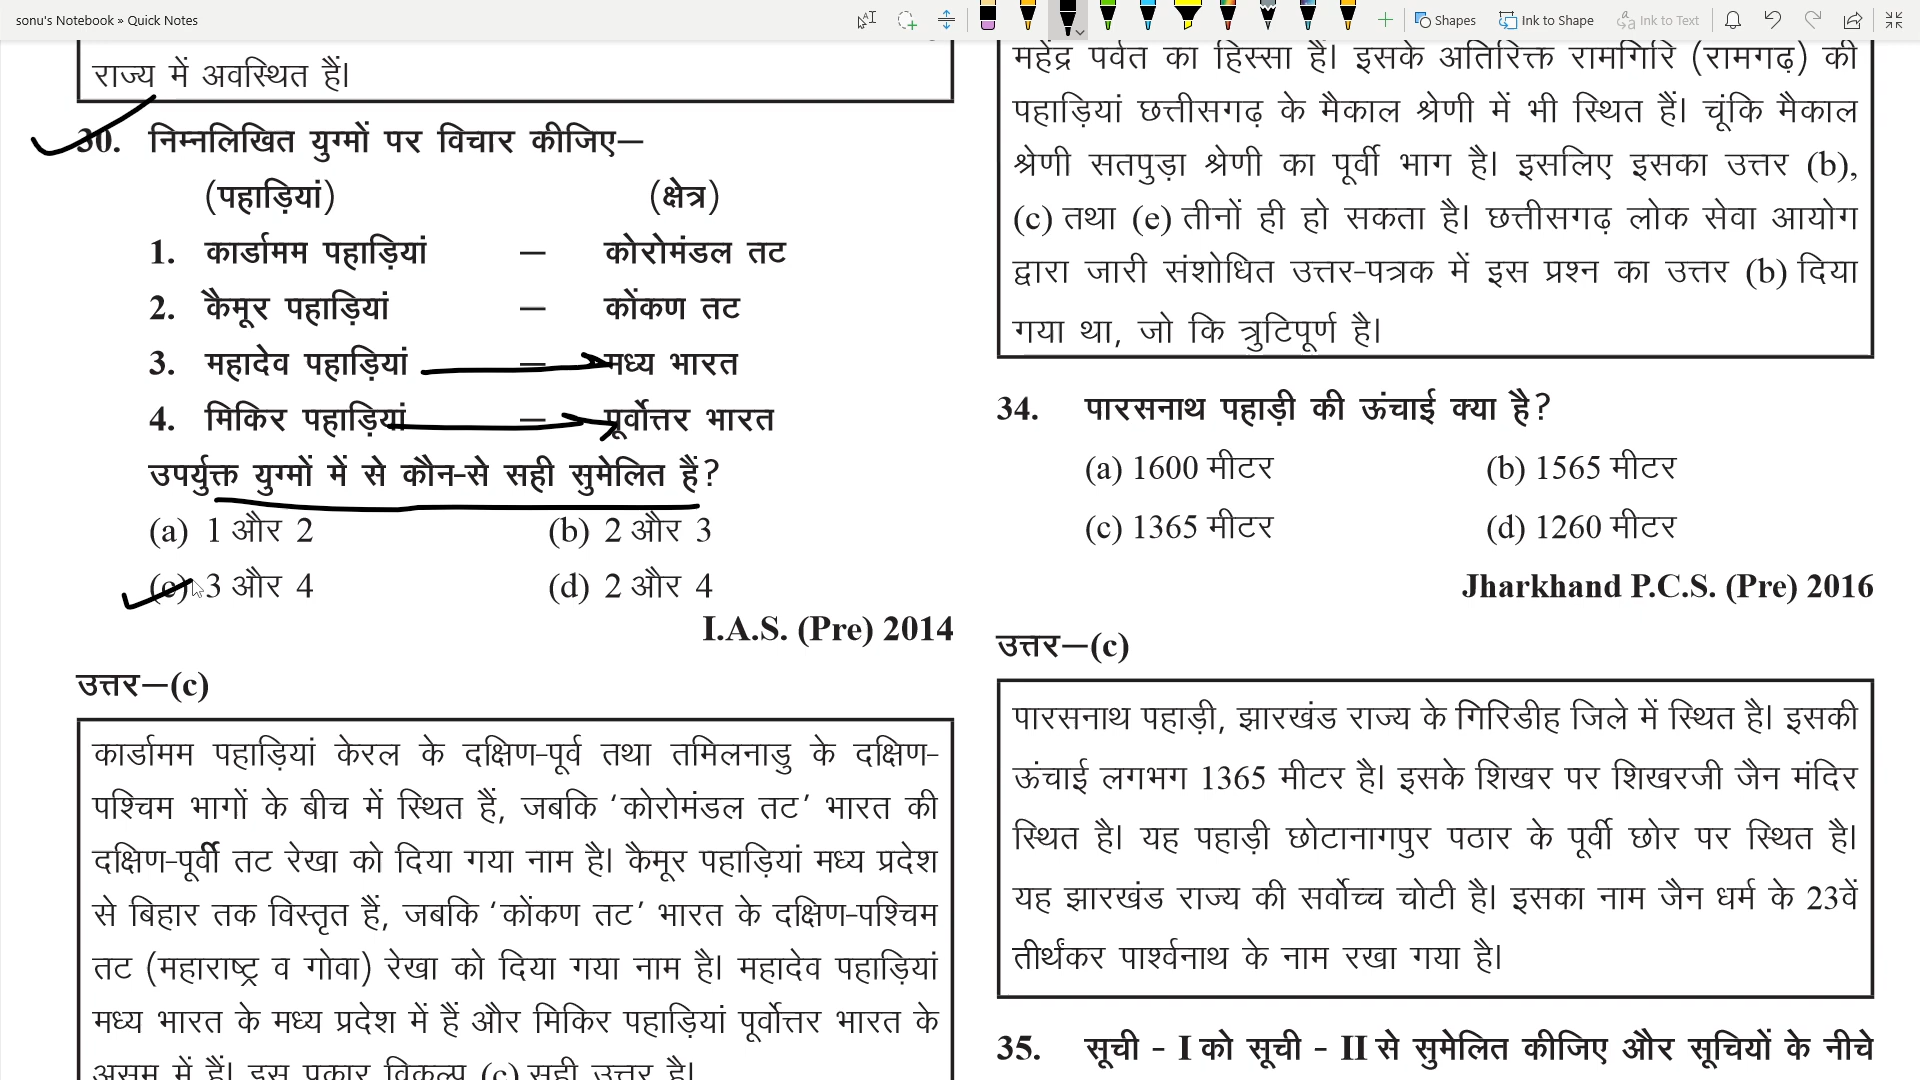 sonu's Notebook » Quick Notes
Shapes
Ink to Shape
Ink to Text
राज्य में अवस्थित हैं।
30. निम्नलिखित युग्मों पर विचार कीजिए—
(पहाड़ियां) (क्षेत्र)
1. कार्डामम पहाड़ियां – कोरोमंडल तट
2. कैमूर पहाड़ियां – कोंकण तट
3. महादेव पहाड़ियां – मध्य भारत
4. मिकिर पहाड़ियां – पूर्वोत्तर भारत
उपर्युक्त युग्मों में से कौन-से सही सुमेलित हैं?
(a) 1 और 2 (b) 2 और 3
(c) 3 और 4 (d) 2 और 4
I.A.S. (Pre) 2014
उत्तर—(c)
कार्डामम पहाड़ियां केरल के दक्षिण-पूर्व तथा तमिलनाडु के दक्षिण-
पश्चिम भागों के बीच में स्थित हैं, जबकि ‘कोरोमंडल तट’ भारत की
दक्षिण-पूर्वी तट रेखा को दिया गया नाम है। कैमूर पहाड़ियां मध्य प्रदेश
से बिहार तक विस्तृत हैं, जबकि ‘कोंकण तट’ भारत के दक्षिण-पश्चिम
तट (महाराष्ट्र व गोवा) रेखा को दिया गया नाम है। महादेव पहाड़ियां
मध्य भारत के मध्य प्रदेश में हैं और मिकिर पहाड़ियां पूर्वोत्तर भारत के
असम में हैं। इस प्रकार विकल्प (c) सही उत्तर है।
महेंद्र पर्वत का हिस्सा है। इसके अतिरिक्त रामगिरि (रामगढ़) की
पहाड़ियां छत्तीसगढ़ के मैकाल श्रेणी में भी स्थित हैं। चूंकि मैकाल
श्रेणी सतपुड़ा श्रेणी का पूर्वी भाग है। इसलिए इसका उत्तर (b),
(c) तथा (e) तीनों ही हो सकता है। छत्तीसगढ़ लोक सेवा आयोग
द्वारा जारी संशोधित उत्तर-पत्रक में इस प्रश्न का उत्तर (b) दिया
गया था, जो कि त्रुटिपूर्ण है।
34. पारसनाथ पहाड़ी की ऊंचाई क्या है?
(a) 1600 मीटर (b) 1565 मीटर
(c) 1365 मीटर (d) 1260 मीटर
Jharkhand P.C.S. (Pre) 2016
उत्तर—(c)
पारसनाथ पहाड़ी, झारखंड राज्य के गिरिडीह जिले में स्थित है। इसकी
ऊंचाई लगभग 1365 मीटर है। इसके शिखर पर शिखरजी जैन मंदिर
स्थित है। यह पहाड़ी छोटानागपुर पठार के पूर्वी छोर पर स्थित है।
यह झारखंड राज्य की सर्वोच्च चोटी है। इसका नाम जैन धर्म के 23वें
तीर्थंकर पार्श्वनाथ के नाम रखा गया है।
35. सूची - I को सूची - II से सुमेलित कीजिए और सूचियों के नीचे